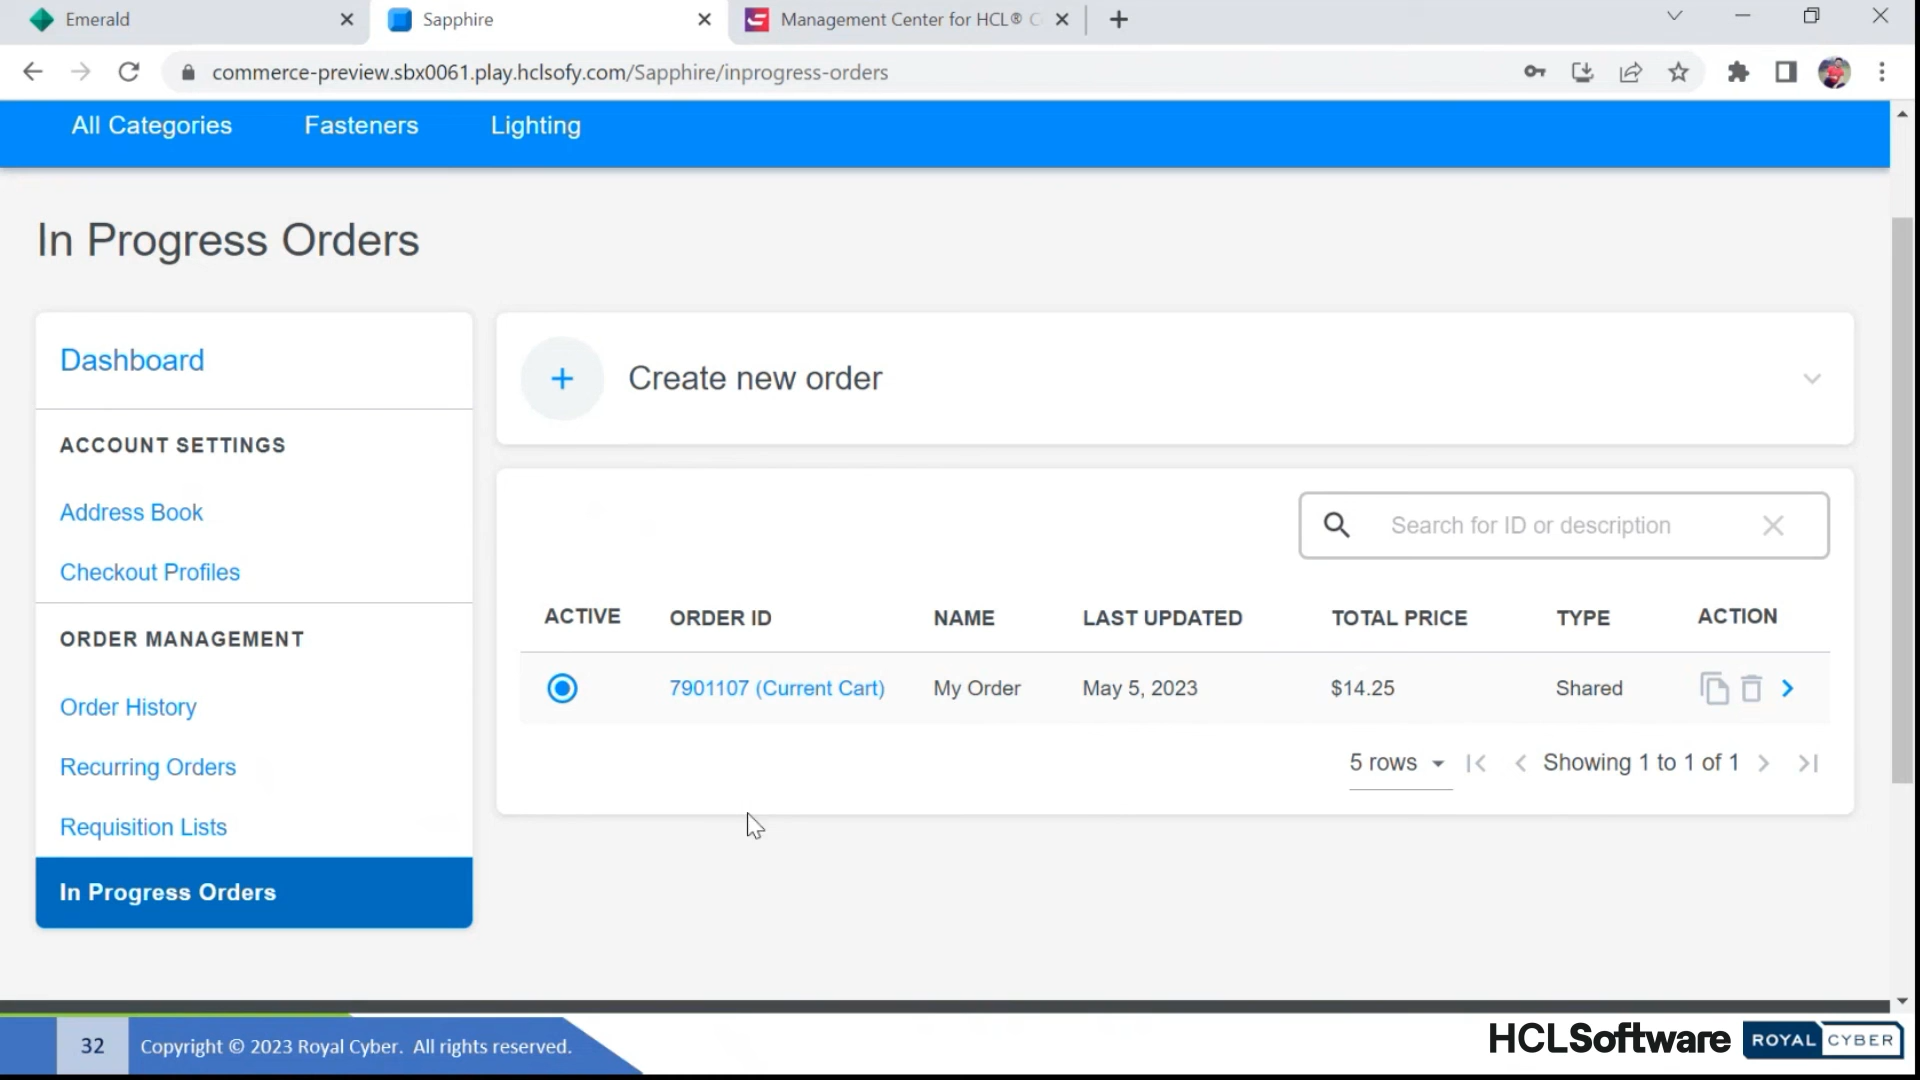 Emerald
Sapphire
Management Center for HCL® C
commerce-preview.sbx0061.play.hclsofy.com/Sapphire/inprogress-orders
All Categories Fasteners Lighting
In Progress Orders
Dashboard
ACCOUNT SETTINGS
Address Book
Checkout Profiles
ORDER MANAGEMENT
Order History
Recurring Orders
Requisition Lists
In Progress Orders
Create new order
Search for ID or description
ACTIVE ORDER ID NAME LAST UPDATED TOTAL PRICE TYPE ACTION
7901107 (Current Cart) My Order May 5, 2023 $14.25 Shared
5 rows Showing 1 to 1 of 1
32 Copyright © 2023 Royal Cyber. All rights reserved.
HCLSoftware ROYAL CYBER